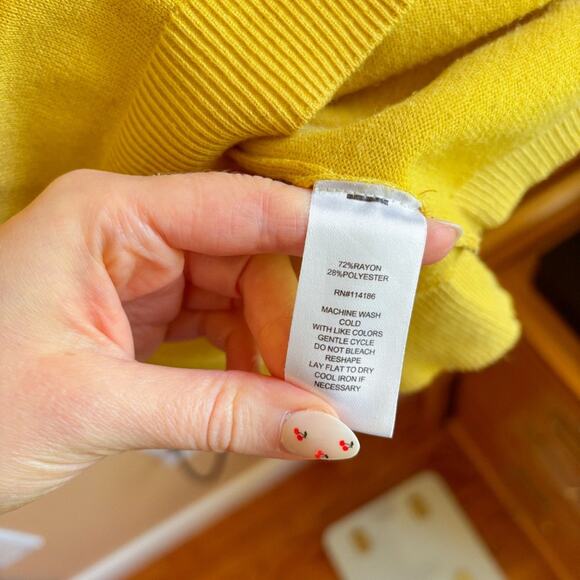 72%RAYON
28%POLYESTER
RN#114186
MACHINE WASH
COLD
WITH LIKE COLORS
GENTLE CYCLE
DO NOT BLEACH
RESHAPE
LAY FLAT TO DRY
COOL IRON IF
NECESSARY